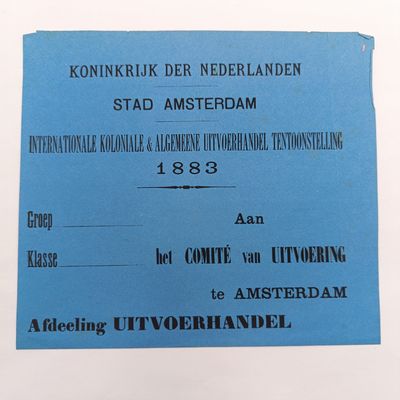 KONINKRIJK DER NEDERLANDEN
STAD AMSTERDAM
INTERNATIONALE KOLONIALE & ALGEMEENE UITVOERHANDEL TENTOONSTELLING
1883
Groep Aan
Klasse het COMITÉ van UITVOERING
te AMSTERDAM
Afdeeling UITVOERHANDEL